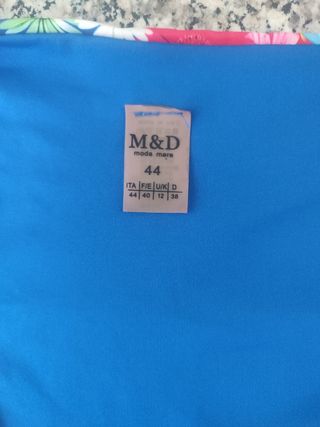 M&D
moda mare
44
ITA F/E U/K D
44 40 12 38